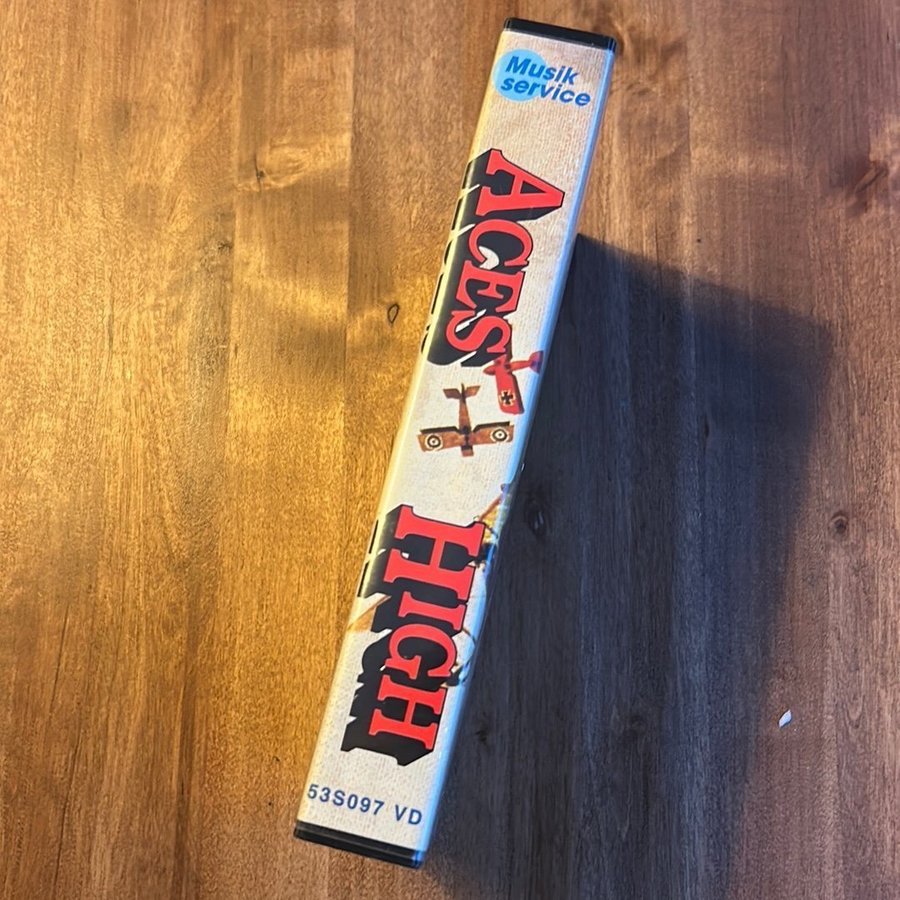 Musik
service
ACES
HIGH
53S097 VD